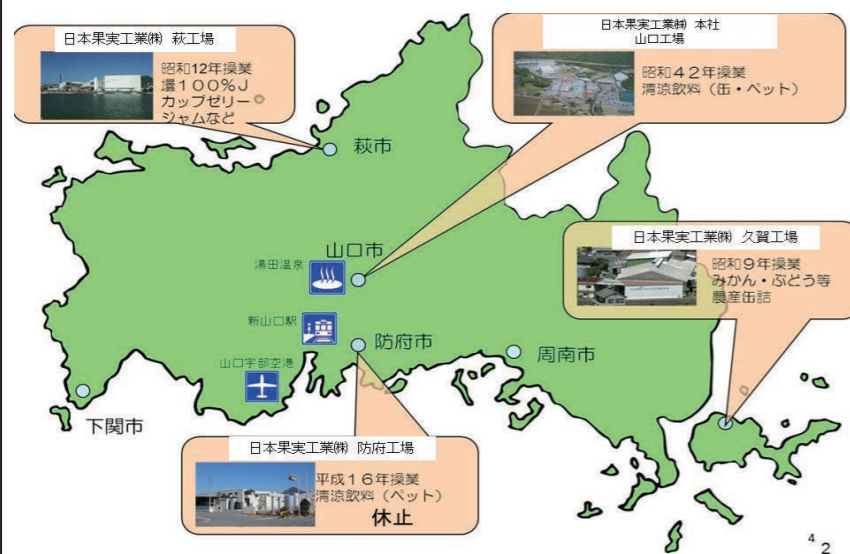 日本果実工業㈱ 萩工場
昭和12年操業
濃100%J
カップゼリー
ジャムなど
日本果実工業㈱ 本社
山口工場
昭和42年操業
清涼飲料(缶・ペット)
萩市
日本果実工業㈱ 久賀工場
昭和9年操業
みかん・ぶどう等
農産缶詰
山口市
湯田温泉
新山口駅
防府市
周南市
山口宇部空港
下関市
日本果実工業㈱ 防府工場
平成16年操業
清涼飲料(ペット)
休止
4 2